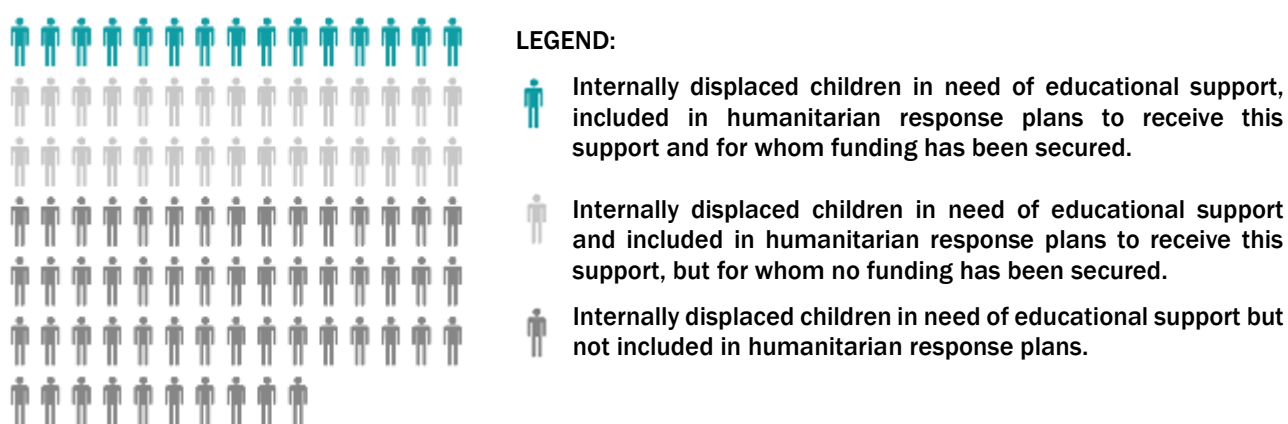 LEGEND:
Internally displaced children in need of educational support,
included in humanitarian response plans to receive this
support and for whom funding has been secured.
Internally displaced children in need of educational support
and included in humanitarian response plans to receive this
support, but for whom no funding has been secured.
Internally displaced children in need of educational support but
not included in humanitarian response plans.